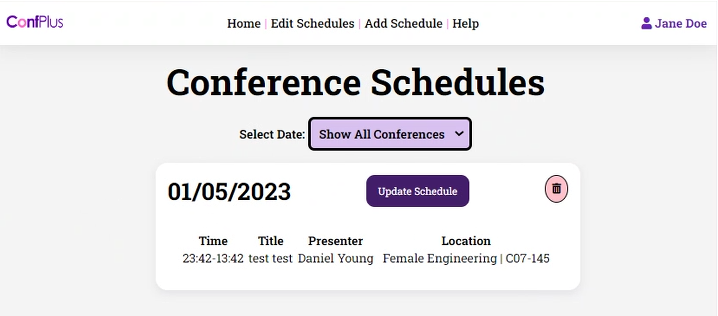 ConfPlus
Home | Edit Schedules | Add Schedule | Help
Jane Doe
Conference Schedules
Select Date: Show All Conferences
01/05/2023
Update Schedule
Time Title Presenter Location
23:42-13:42 test test Daniel Young Female Engineering | C07-145